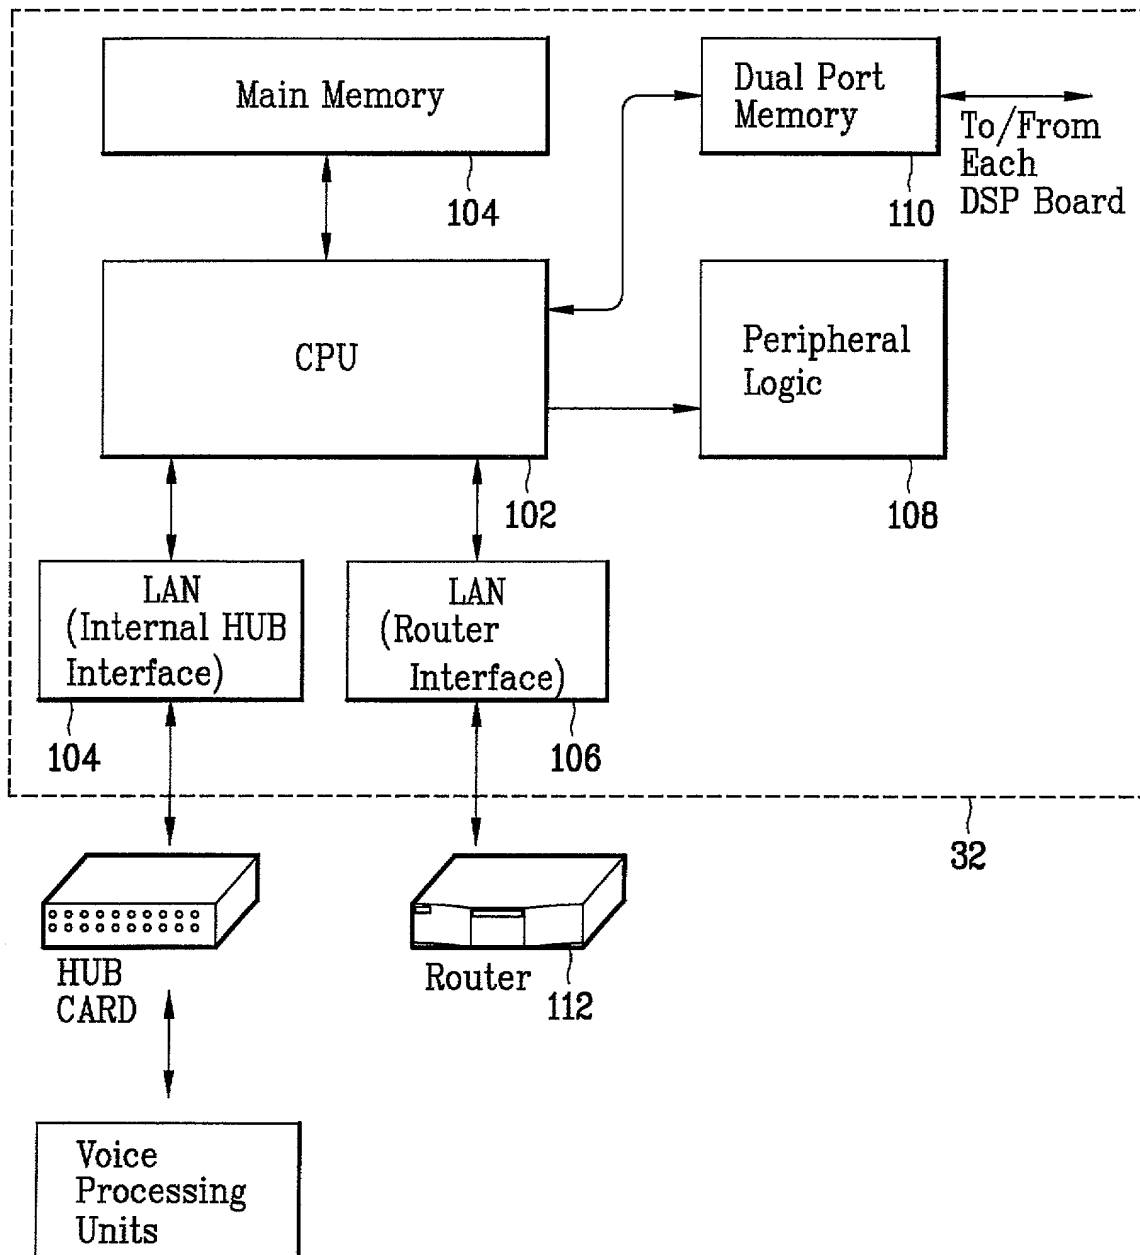 Main Memory
104
Dual Port
Memory
110
To/From
Each
DSP Board
CPU
102
Peripheral
Logic
108
LAN
(Internal HUB
Interface)
104
LAN
(Router
Interface)
106
32
HUB
CARD
Router
112
Voice
Processing
Units